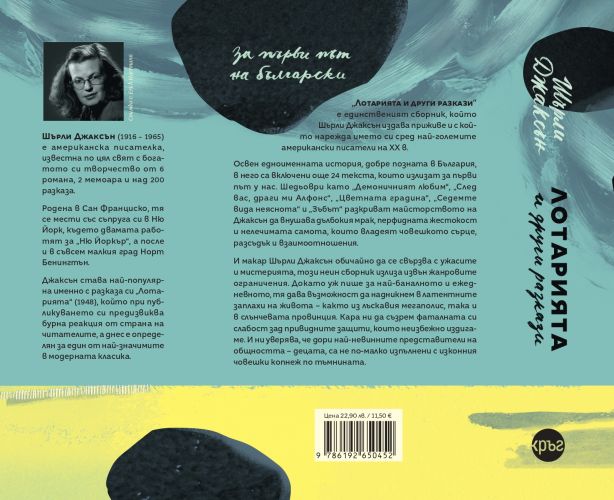 ШЪРЛИ ДЖАКСЪН (1916 - 1965)
е американска писателка,
известна по цял свят с бога-
тото си творчество от 6
романа, 2 мемоара и над 200
разказа.
Родена в Сан Франциско, тя
се мести със съпруга си в Ню
Йорк, където двамата рабо-
тят за „Ню Йоркър“, а после
и в съвсем малкия град Норт
Бенингтън.
Джаксън става най-популяр-
на именно с разказа си „Лота-
рията“ (1948), който при пуб-
ликуването си предизвиква
бурна реакция от страна на
читателите, а днес е опреде-
лян за един от най-значимите
в модерната класика.
За първи път
на български
„ЛОТАРИЯТА И ДРУГИ РАЗКАЗИ“
е единственият сборник, който
Шърли Джаксън издава приживе и с кой-
то нарежда името си сред най-големите
американски писатели на XX в.
Освен едноименната история, добре позната в България,
в него са включени още 24 текста, които излизат за първи
път у нас. Шедьоври като „Демоничният любим“, „След
вас, драги ми Алфонс“, „Цветната градина“, „Седемте
вида неяснота“ и „Зъбът“ разкриват майсторството на
Джаксън да внушава дълбокия мрак, перфидната жестокост
и нелечимата самота, които владеят човешкото сърце,
разсъдък и взаимоотношения.
И макар Шърли Джаксън обичайно да се свързва с ужасите
и мистерията, този неин сборник излиза извън жанровите
ограничения. Докато уж пише за най-баналното и ежед-
невното, тя дава възможност да надникнем в латентните
заплахи на живота – както из лъскавия мегаполис, така и
в слънчевата провинция. Кара ни да съзрем фаталната си
слабост зад привидните защити, които неизбежно издига-
ме. И ни уверява, че дори най-невинните представители на
общността – децата, са не по-малко изпълнени с изконния
човешки копнеж по тъмнината.
Цена 22,90 лв. / 11,50 €
9 786192 650452
Шърли
Джаксън
ЛОТАРИЯТА
и други разкази
кръг